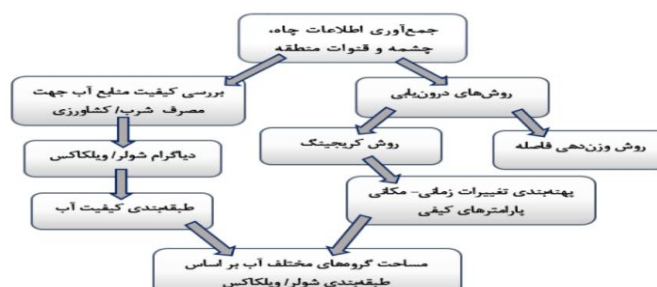 جمع‌آوری اطلاعات چاه،
چشمه و قنوات منطقه
بررسی کیفیت منابع آب جهت
مصرف شرب/ کشاورزی
روش‌های درون‌یابی
دیاگرام شولر/ ویلکاکس
روش کریجینگ
روش وزن‌دهی فاصله
طبقه‌بندی کیفیت آب
پهنه‌بندی تغییرات زمانی- مکانی
پارامترهای کیفی
مساحت گروه‌های مختلف آب بر اساس
طبقه‌بندی شولر/ ویلکاکس